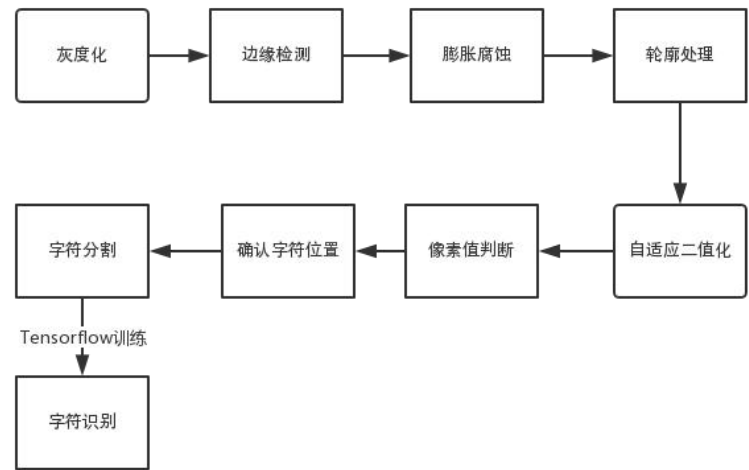 灰度化
边缘检测
膨胀腐蚀
轮廓处理
自适应二值化
像素值判断
确认字符位置
字符分割
Tensorflow训练
字符识别